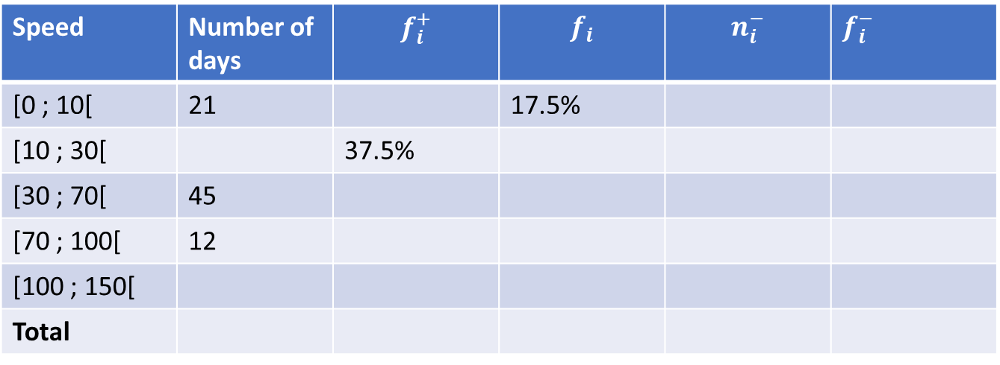 Speed Number of days f_i^+ f_i n_i^- f_i^-
[0 ; 10[ 21 17.5%
[10 ; 30[ 37.5%
[30 ; 70[ 45
[70 ; 100[ 12
[100 ; 150[
Total